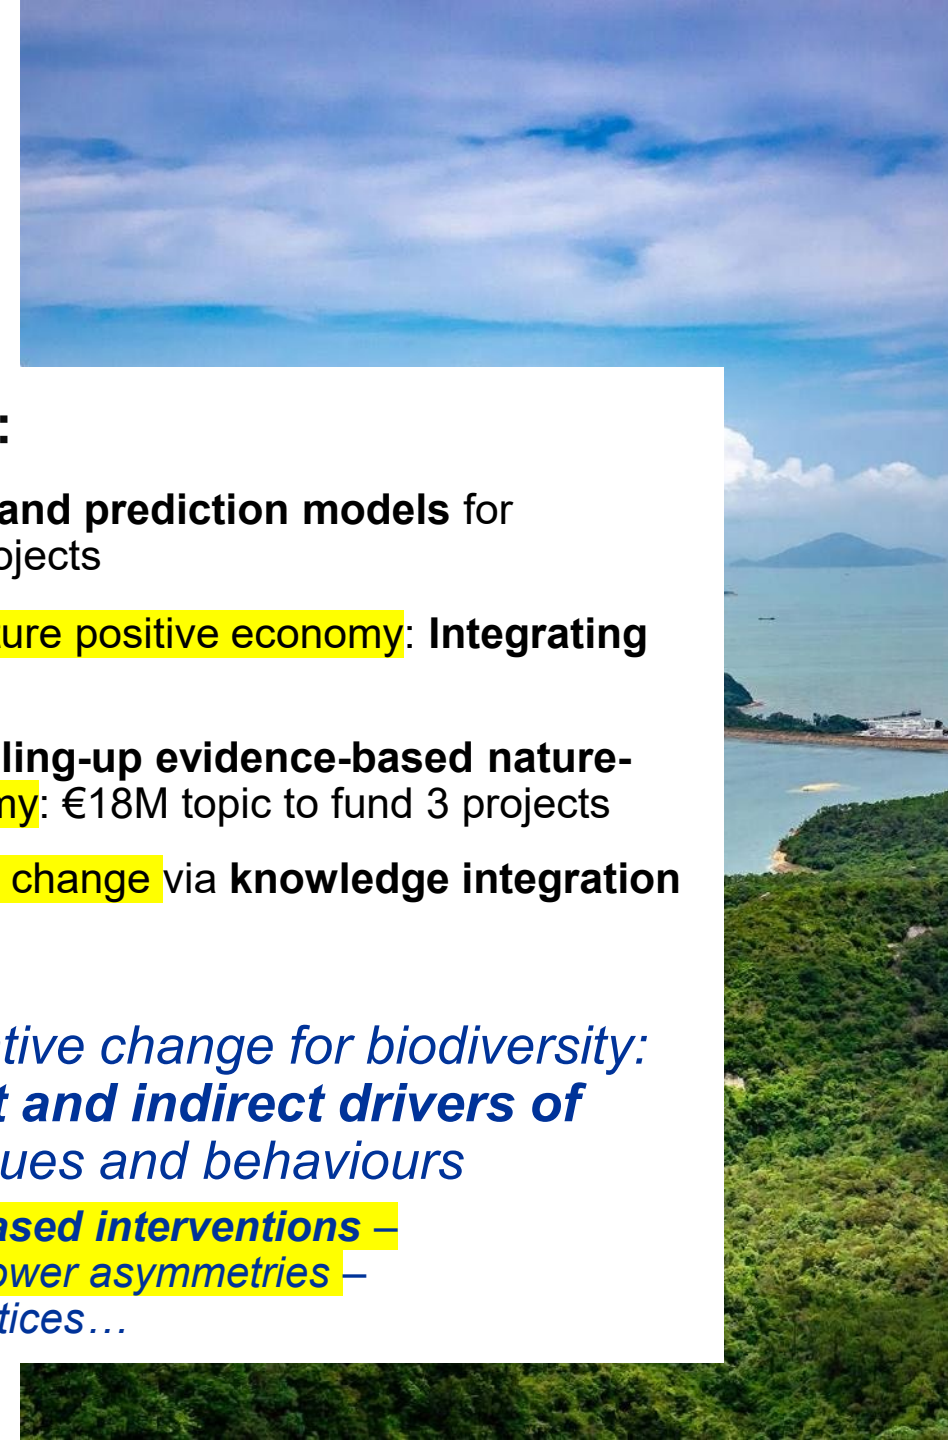 :
and prediction models for
ojects
ture positive economy: Integrating
ling-up evidence-based nature-
my: €18M topic to fund 3 projects
change via knowledge integration
tive change for biodiversity:
t and indirect drivers of
ues and behaviours
ased interventions –
ower asymmetries –
tices…